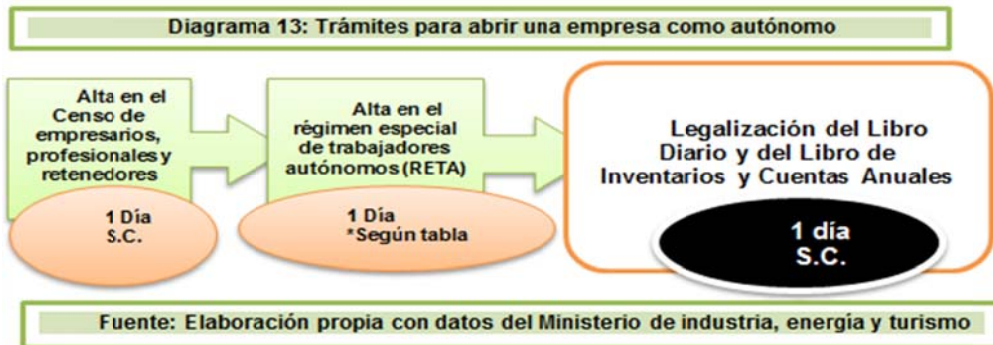 Diagrama 13: Trámites para abrir una empresa como autónomo
Alta en el
Censo de
empresarios,
profesionales y
retenedores
1 Día
S.C.
Alta en el
régimen especial
de trabajadores
autónomos (RETA)
1 Día
*Según tabla
Legalización del Libro
Diario y del Libro de
Inventarios y Cuentas Anuales
1 día
S.C.
Fuente: Elaboración propia con datos del Ministerio de industria, energía y turismo